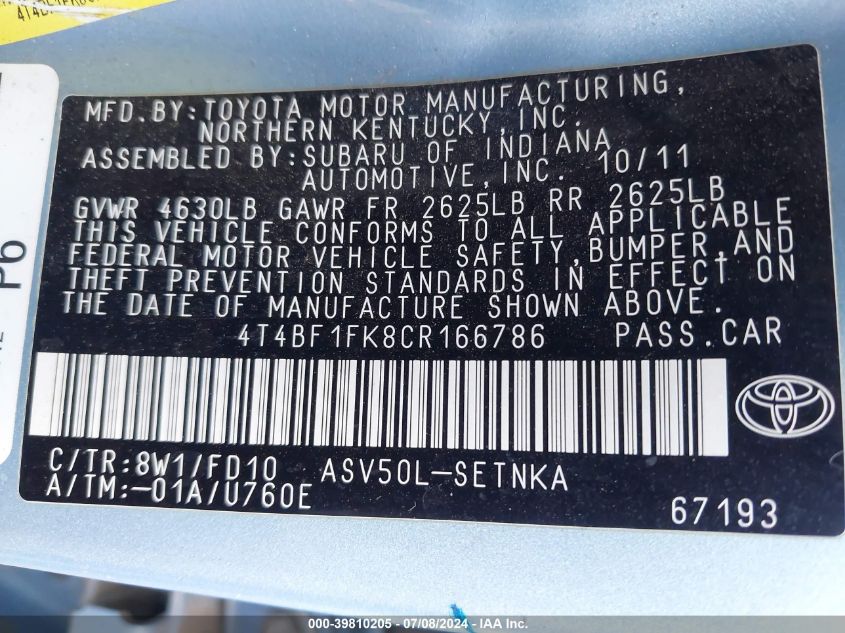 MFD.BY:TOYOTA MOTOR MANUFACTURING,
NORTHERN KENTUCKY,INC.
ASSEMBLED BY:SUBARU OF INDIANA
AUTOMOTIVE,INC. 10/11
GVWR 4630LB GAWR FR 2625LB RR 2625LB
THIS VEHICLE CONFORMS TO ALL APPLICABLE
FEDERAL MOTOR VEHICLE SAFETY,BUMPER,AND
THEFT PREVENTION STANDARDS IN EFFECT ON
THE DATE OF MANUFACTURE SHOWN ABOVE.
4T4BF1FK8CR166786 PASS.CAR
C/TR:8W1/FD10 ASV50L-SETNKA
A/TM:-01A/U760E
67193
P6
000-39810205 - 07/08/2024 - IAA Inc.